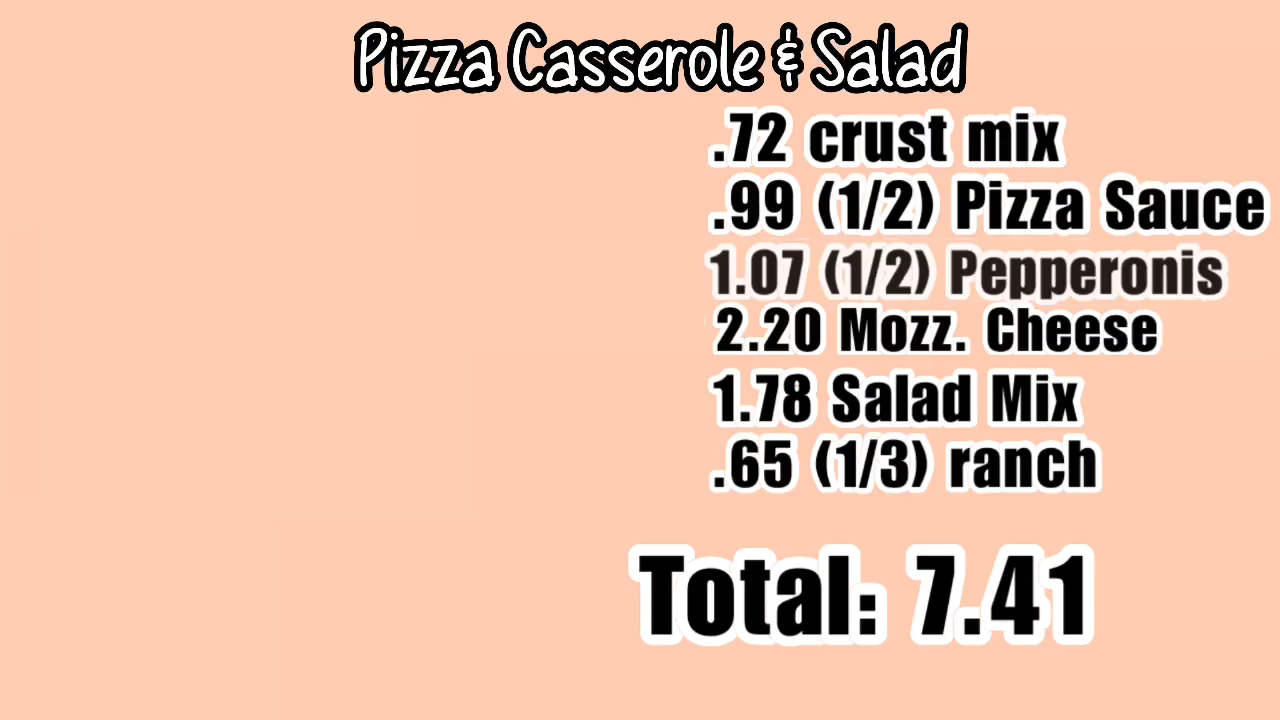 Pizza Casserole & Salad
.72 crust mix
.99 (1/2) Pizza Sauce
1.07 (1/2) Pepperonis
2.20 Mozz. Cheese
1.78 Salad Mix
.65 (1/3) ranch
Total: 7.41